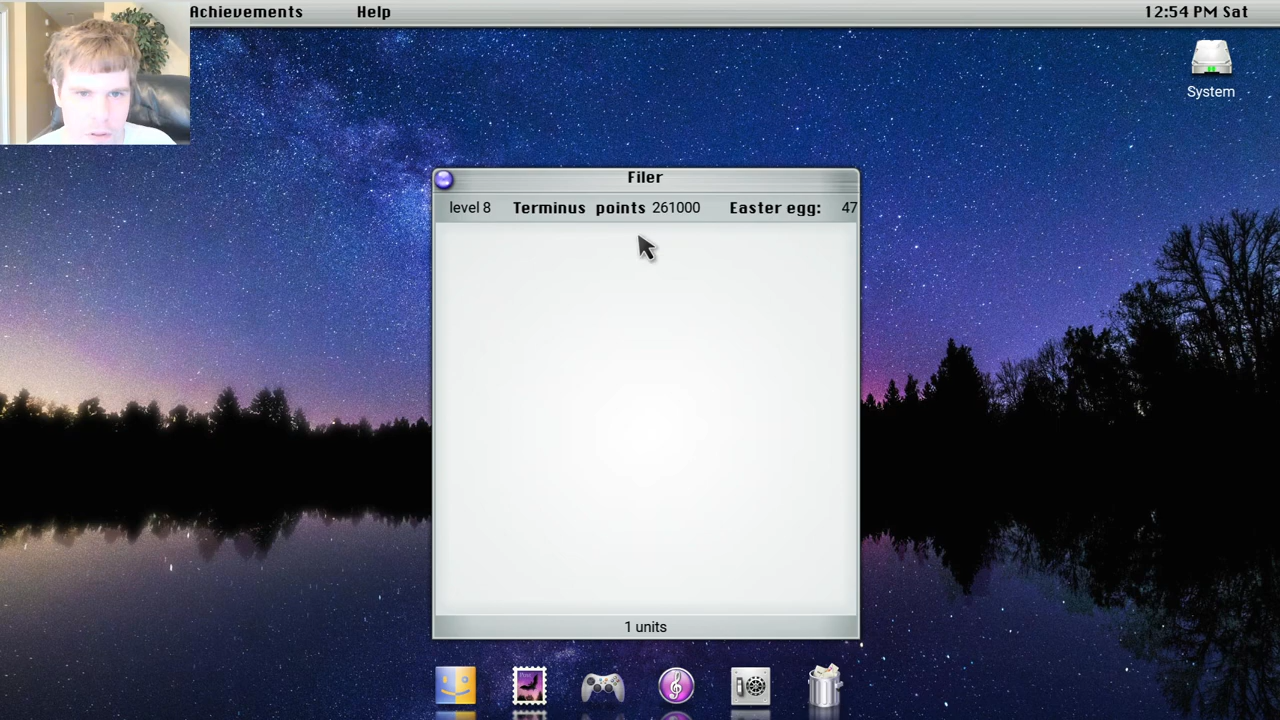 Achievements Help 12:54 PM Sat
System
Filer
level 8 Terminus points 261000 Easter egg: 47
1 units